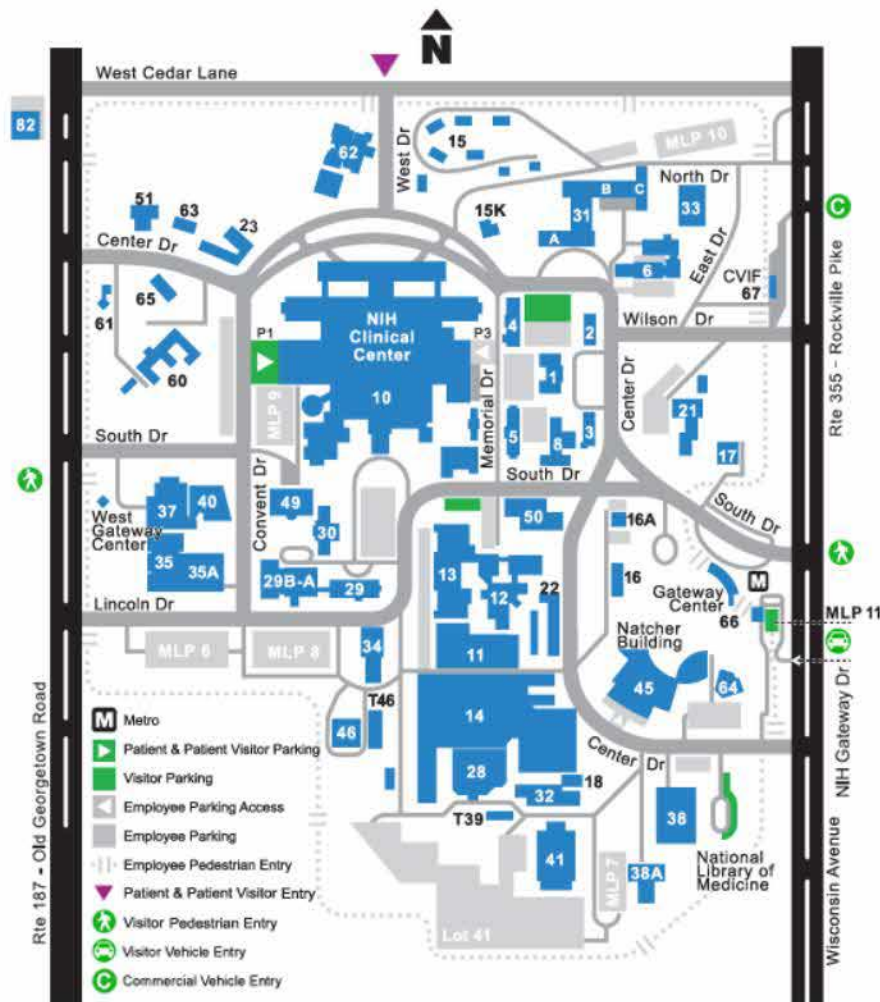 N
West Cedar Lane
82
62
West Dr
15
MLP 10
51
63
23
15K
31
A
B
C
North Dr
33
Center Dr
6
East Dr
CVIF
67
C
Rte 355 - Rockville Pike
61
65
60
P1
NIH
Clinical
Center
10
P3
4
2
1
Wilson Dr
MLP 9
Memorial Dr
5
8
3
Center Dr
21
17
South Dr
South Dr
South Dr
37
40
West
Gateway
Center
Convent Dr
49
30
50
16A
35
35A
29B-A
29
13
12
22
16
Gateway
Center
M
66
MLP 11
Lincoln Dr
MLP 6
MLP 8
34
11
Natcher
Building
45
64
T46
46
14
Center Dr
NIH Gateway Dr
28
18
32
T39
41
MLP 7
38
38A
National
Library of
Medicine
Lot 41
Rte 187 - Old Georgetown Road
Wisconsin Avenue
M Metro
Patient & Patient Visitor Parking
Visitor Parking
Employee Parking Access
Employee Parking
Employee Pedestrian Entry
Patient & Patient Visitor Entry
Visitor Pedestrian Entry
Visitor Vehicle Entry
C Commercial Vehicle Entry